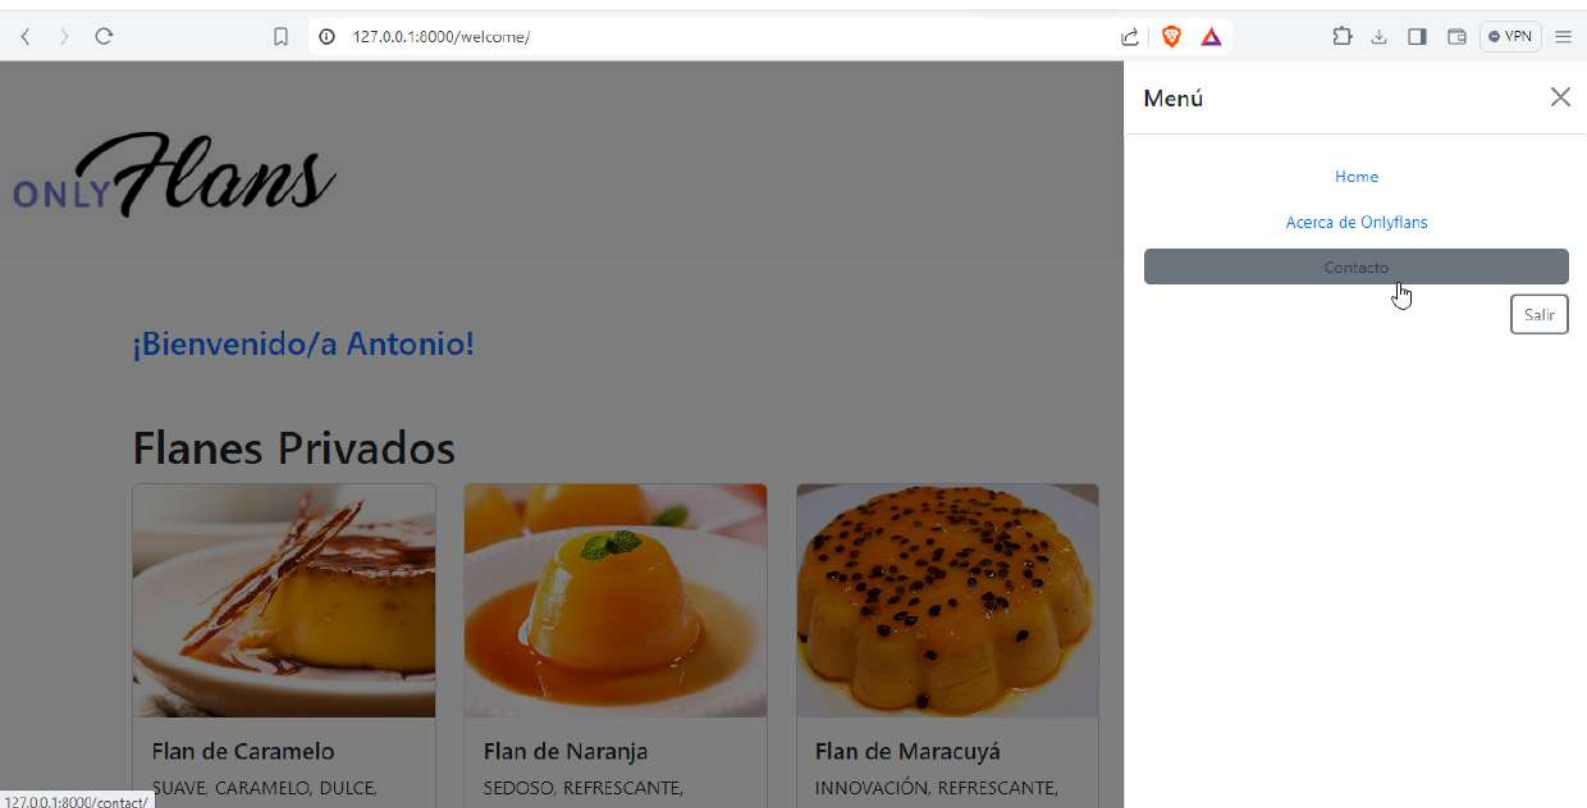 127.0.0.1:8000/welcome/
VPN
Menú
ONLY Flans
Home
Acerca de Onlyflans
Contacto
Salir
¡Bienvenido/a Antonio!
Flanes Privados
Flan de Caramelo
SUAVE, CARAMELO, DULCE,
Flan de Naranja
SEDOSO, REFRESCANTE,
Flan de Maracuyá
INNOVACIÓN, REFRESCANTE,
127.0.0.1:8000/contact/